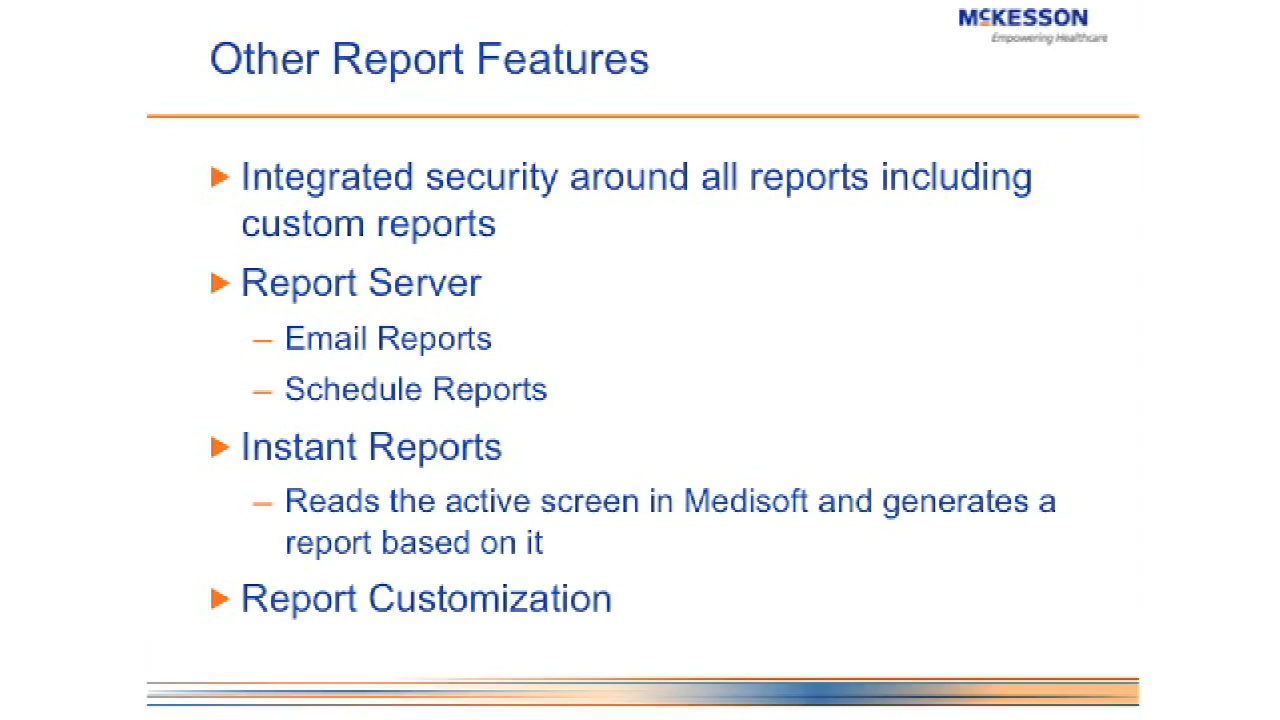 McKESSON
Empowering Healthcare
Other Report Features
Integrated security around all reports including
custom reports
Report Server
– Email Reports
– Schedule Reports
Instant Reports
– Reads the active screen in Medisoft and generates a
report based on it
Report Customization